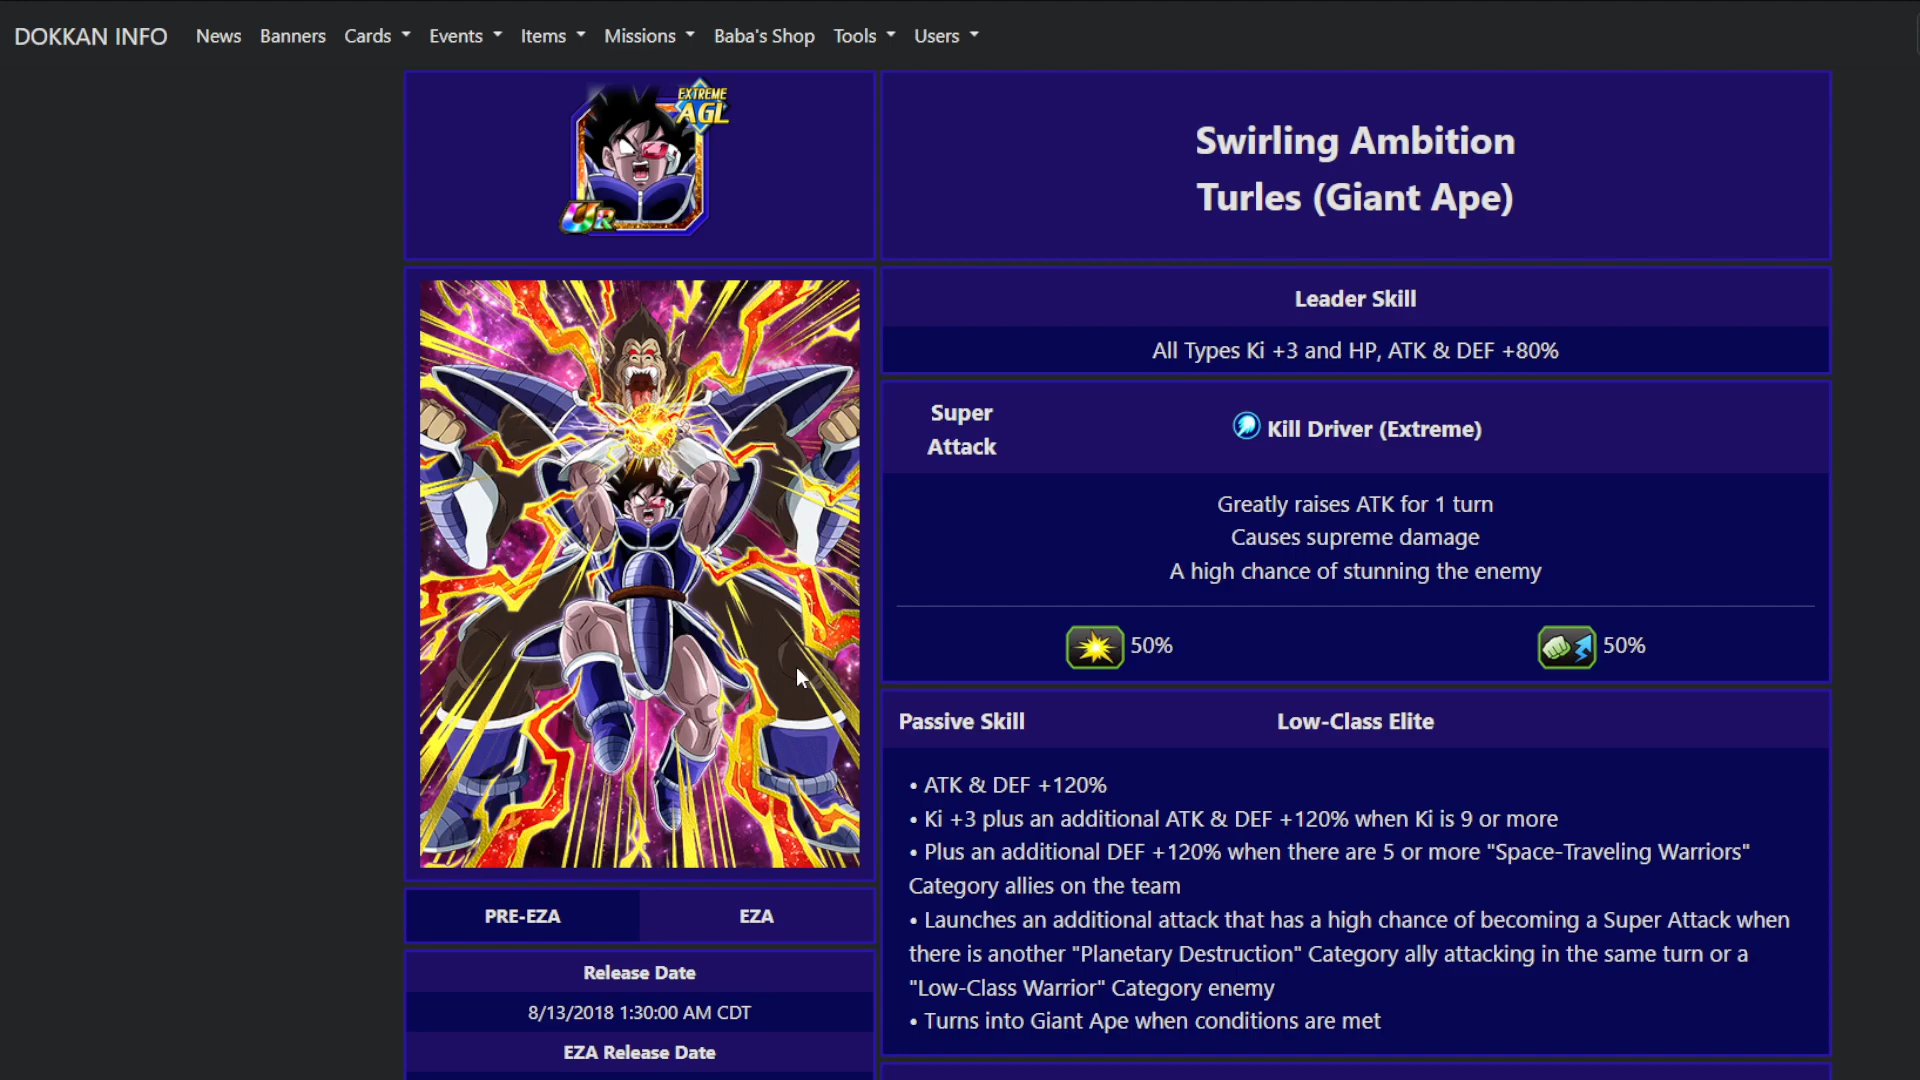 DOKKAN INFO News Banners Cards Events Items Missions Baba's Shop Tools Users
EXTREME
AGL
UR
Swirling Ambition
Turles (Giant Ape)
Leader Skill
All Types Ki +3 and HP, ATK & DEF +80%
Super
Attack
Kill Driver (Extreme)
Greatly raises ATK for 1 turn
Causes supreme damage
A high chance of stunning the enemy
50% 50%
Passive Skill Low-Class Elite
• ATK & DEF +120%
• Ki +3 plus an additional ATK & DEF +120% when Ki is 9 or more
• Plus an additional DEF +120% when there are 5 or more "Space-Traveling Warriors"
Category allies on the team
• Launches an additional attack that has a high chance of becoming a Super Attack when
there is another "Planetary Destruction" Category ally attacking in the same turn or a
"Low-Class Warrior" Category enemy
• Turns into Giant Ape when conditions are met
PRE-EZA EZA
Release Date
8/13/2018 1:30:00 AM CDT
EZA Release Date